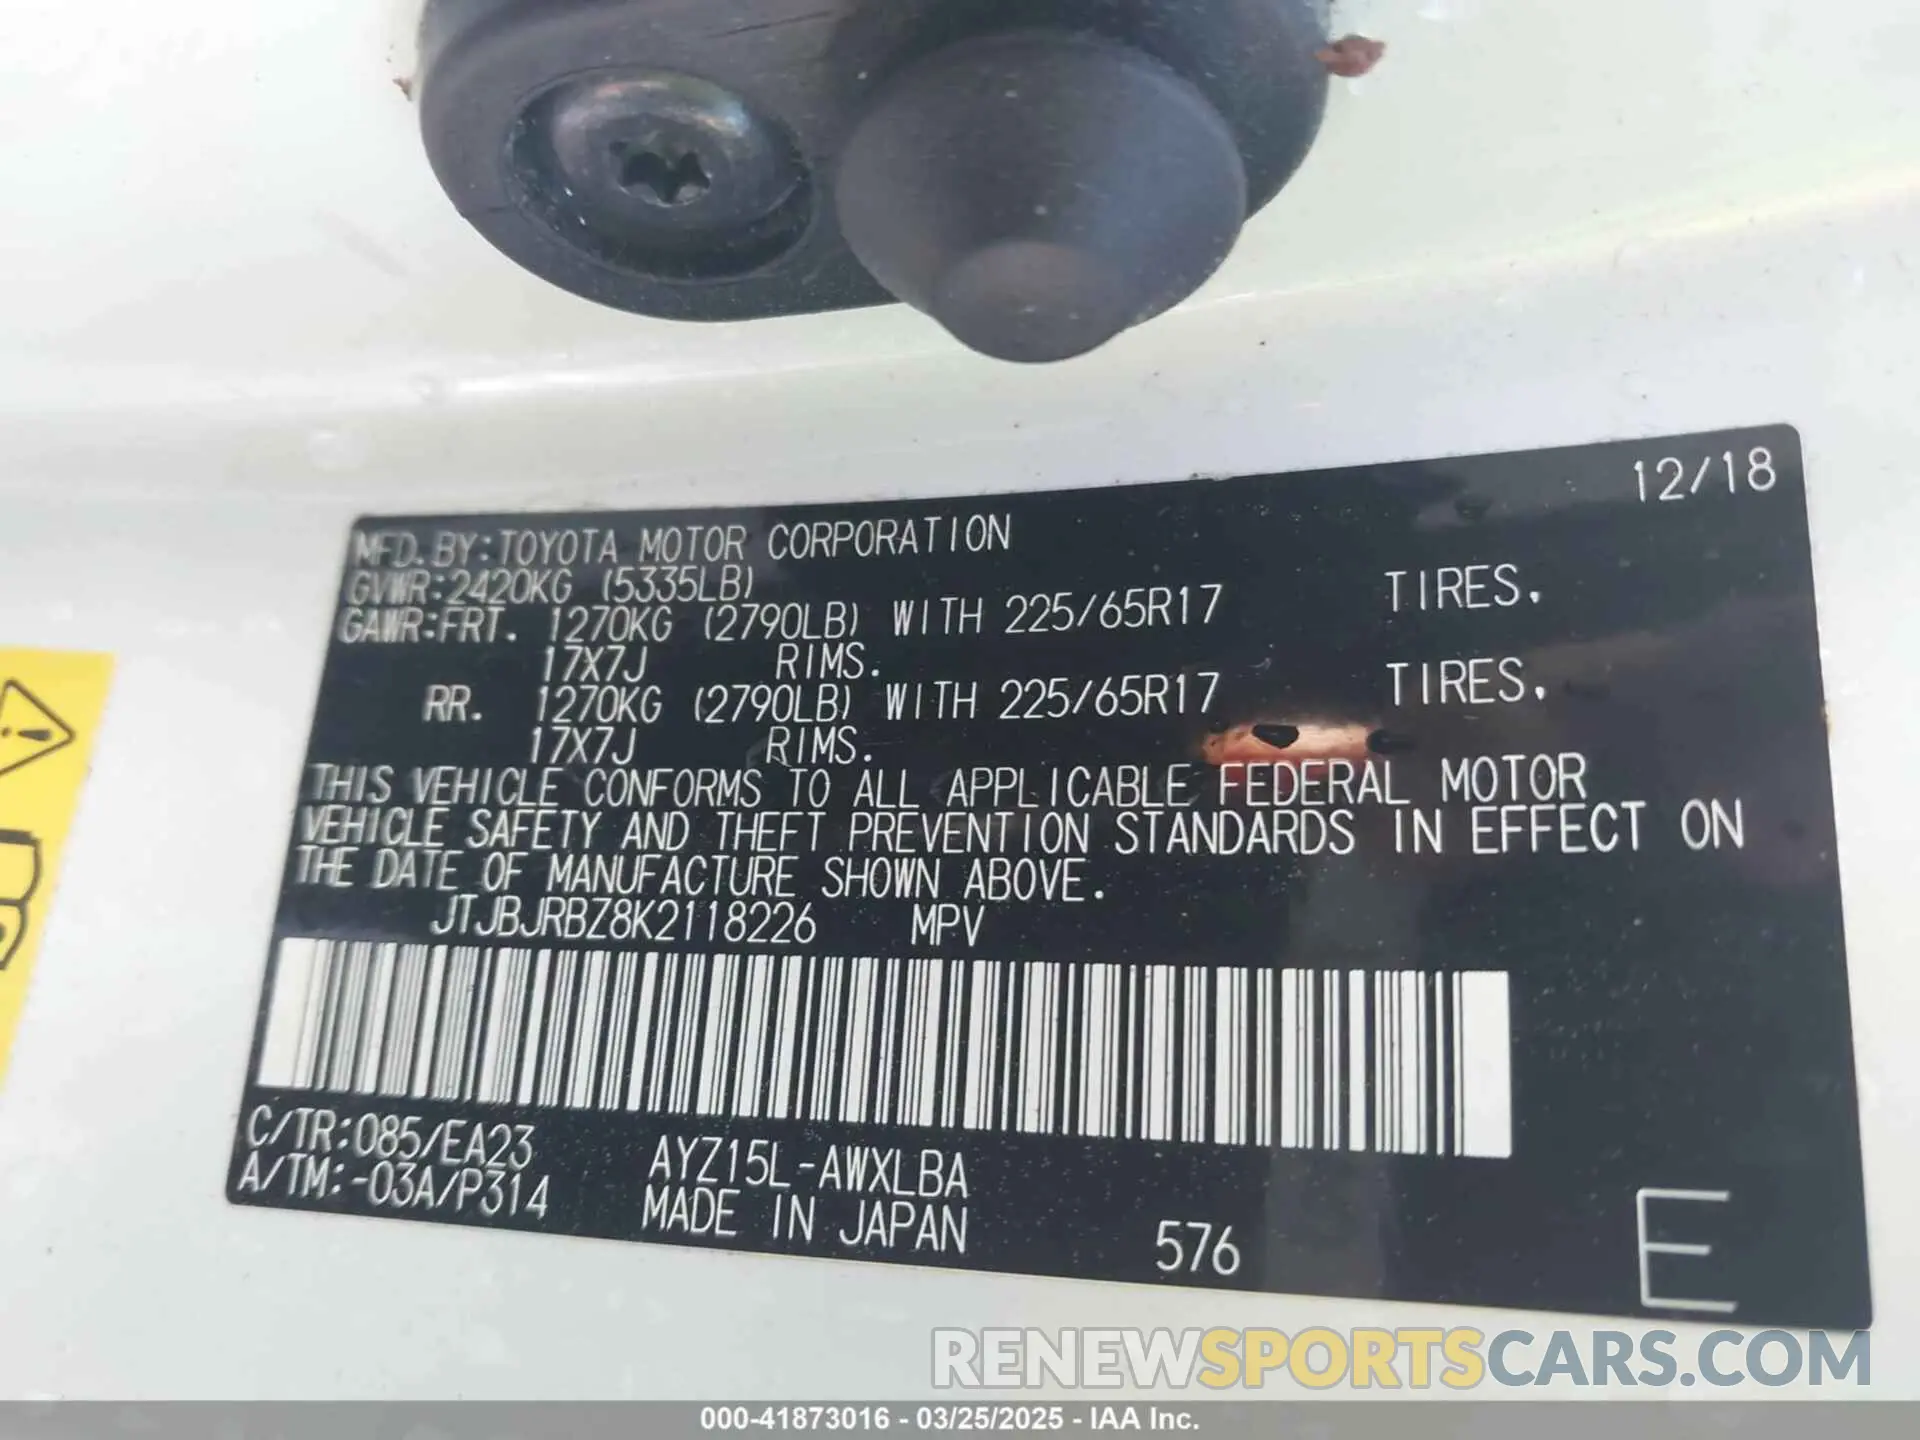 12/18
MFD.BY:TOYOTA MOTOR CORPORATION
GVWR:2420KG (5335LB)
GAWR:FRT. 1270KG (2790LB) WITH 225/65R17 TIRES,
17X7J RIMS.
RR. 1270KG (2790LB) WITH 225/65R17 TIRES,
17X7J RIMS.
THIS VEHICLE CONFORMS TO ALL APPLICABLE FEDERAL MOTOR
VEHICLE SAFETY AND THEFT PREVENTION STANDARDS IN EFFECT ON
THE DATE OF MANUFACTURE SHOWN ABOVE.
JTJBJRBZ8K2118226 MPV
C/TR:085/EA23 AYZ15L-AWXLBA
A/TM:-03A/P314 MADE IN JAPAN 576 E
RENEWSPORTSCARS.COM
000-41873016 - 03/25/2025 - IAA Inc.